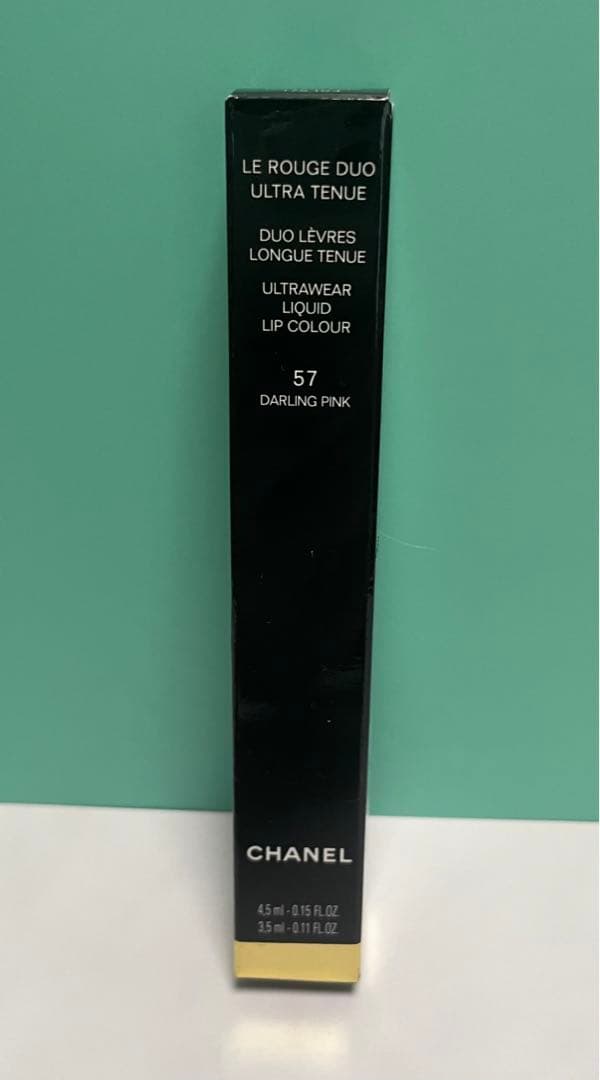 LE ROUGE DUO
ULTRA TENUE
DUO LÈVRES
LONGUE TENUE
ULTRAWEAR
LIQUID
LIP COLOUR
57
DARLING PINK
CHANEL
4,5 ml - 0.15 FL.OZ.
3,5 ml - 0.11 FL.OZ.